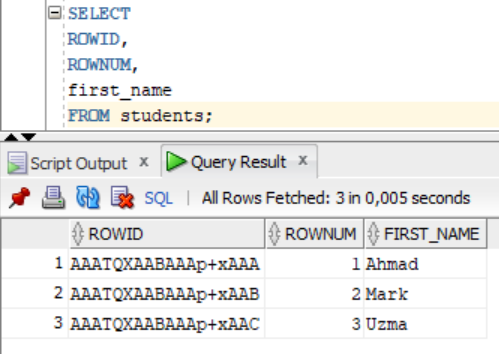 SELECT
ROWID,
ROWNUM,
first_name
FROM students;
Script Output x Query Result x
SQL | All Rows Fetched: 3 in 0,005 seconds
ROWID ROWNUM FIRST_NAME
1 AAATQXAABAAAp+xAAA 1 Ahmad
2 AAATQXAABAAAp+xAAB 2 Mark
3 AAATQXAABAAAp+xAAC 3 Uzma